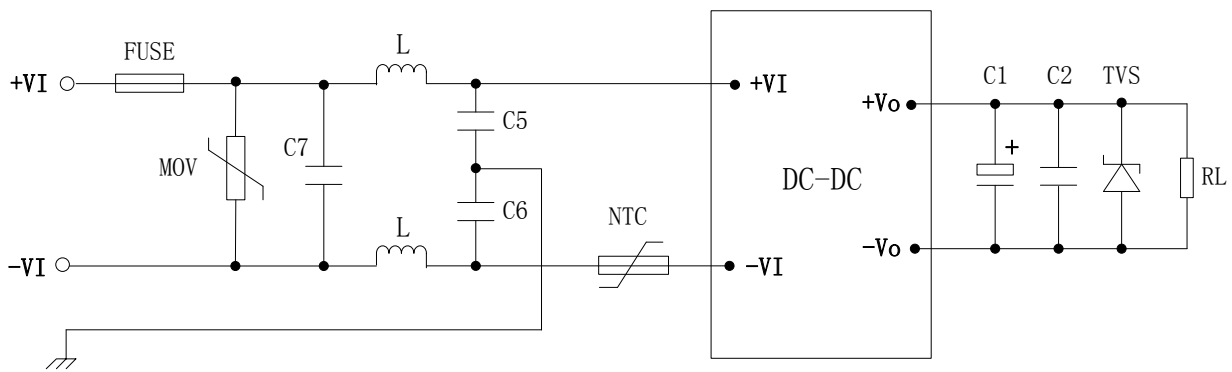 FUSE
L
C1
C2
TVS
+VI
+VI
+Vo
C5
+
MOV
C7
DC-DC
RL
C6
NTC
L
-VI
-VI
-Vo